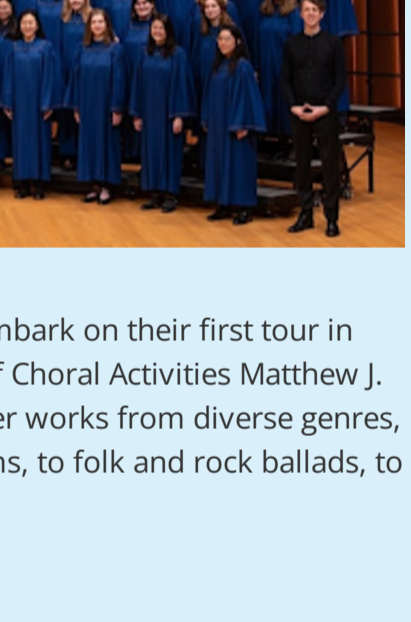 mbark on their first tour in
f Choral Activities Matthew J.
er works from diverse genres,
ns, to folk and rock ballads, to